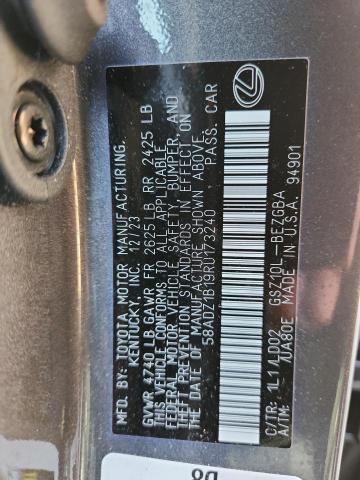 MFD. BY: TOYOTA MOTOR MANUFACTURING,
KENTUCKY, INC. 12/23
GVWR 4740 LB GAWR FR 2625 LB RR 2425 LB
THIS VEHICLE CONFORMS TO ALL APPLICABLE
FEDERAL MOTOR VEHICLE SAFETY, BUMPER, AND
THEFT PREVENTION STANDARDS IN EFFECT ON
THE DATE OF MANUFACTURE SHOWN ABOVE.
58ADZ1B19RU173240 PASS. CAR
C/TR: 1L1/LD02 GSZ10L-BEZGBA
A/TM: /UA80E MADE IN U.S.A. 94901